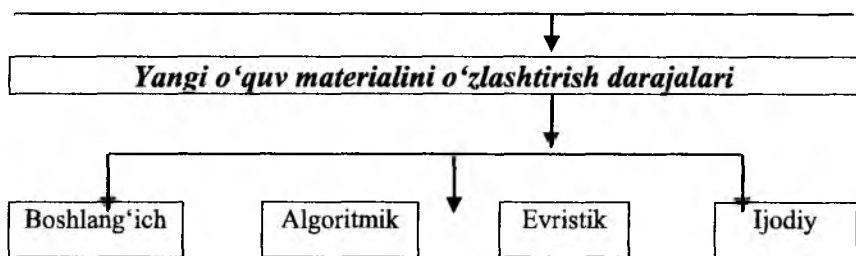 Yangi o‘quv materialini o‘zlashtirish darajalari
Boshlang‘ich Algoritmik Evristik Ijodiy